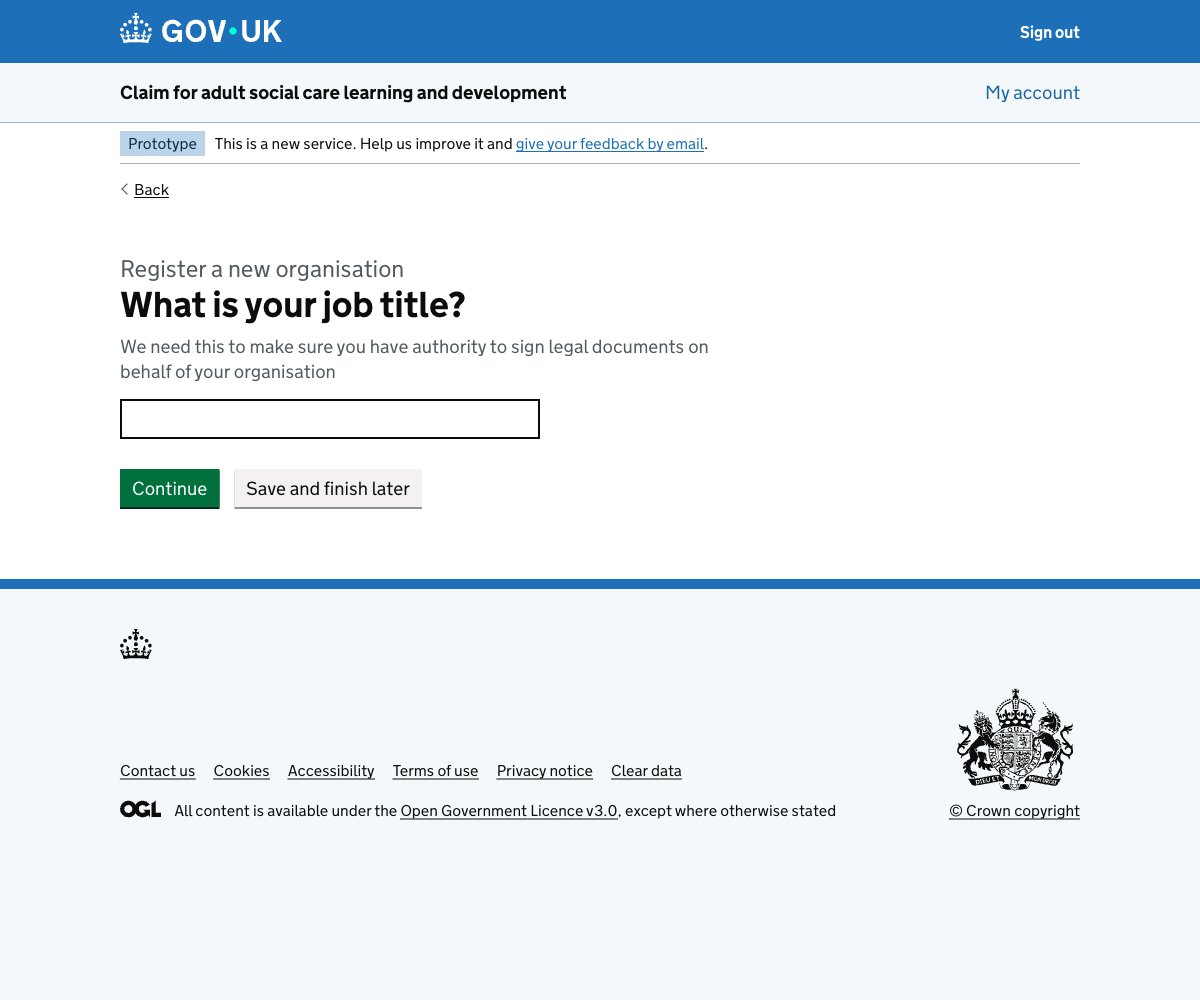 GOV·UK
Sign out
Claim for adult social care learning and development
My account
Prototype This is a new service. Help us improve it and give your feedback by email.
Back
Register a new organisation
What is your job title?
We need this to make sure you have authority to sign legal documents on
behalf of your organisation
Continue
Save and finish later
Contact us Cookies Accessibility Terms of use Privacy notice Clear data
OGL All content is available under the Open Government Licence v3.0, except where otherwise stated
© Crown copyright